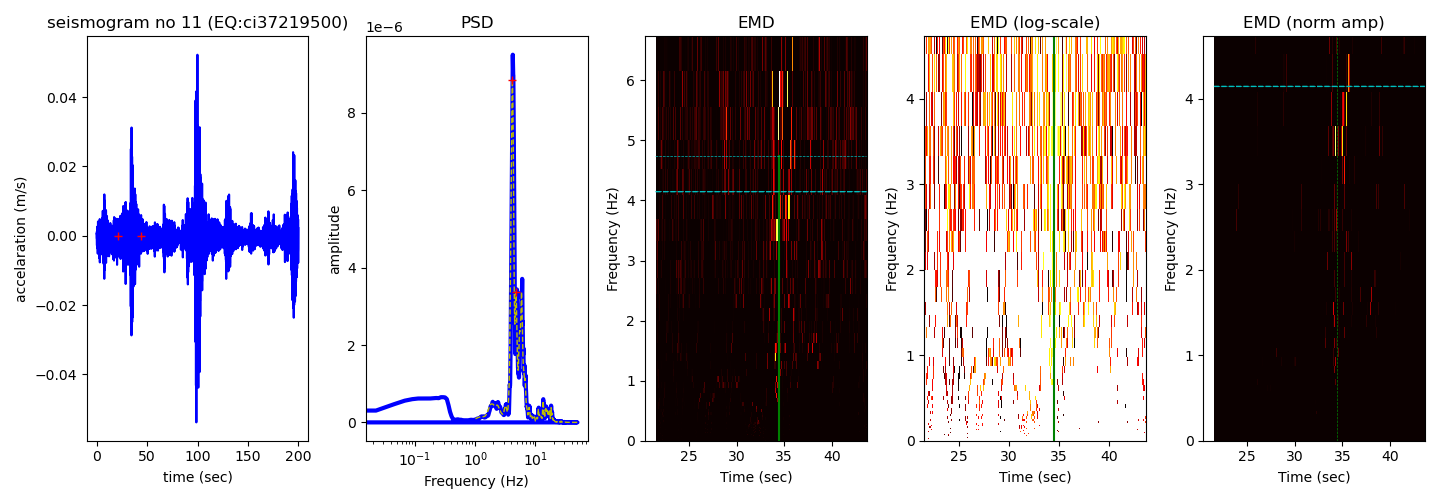 seismogram no 11 (EQ:ci37219500)
PSD
EMD
EMD (log-scale)
EMD (norm amp)
1e−6
accelaration (m/s)
0.04
0.02
0.00
−0.02
−0.04
0 50 100 150 200
time (sec)
amplitude
8
6
4
2
0
10⁻¹ 10⁰ 10¹
Frequency (Hz)
Frequency (Hz)
6
5
4
3
2
1
0
25 30 35 40
Time (sec)
Frequency (Hz)
4
3
2
1
0
25 30 35 40
Time (sec)
Frequency (Hz)
4
3
2
1
0
25 30 35 40
Time (sec)